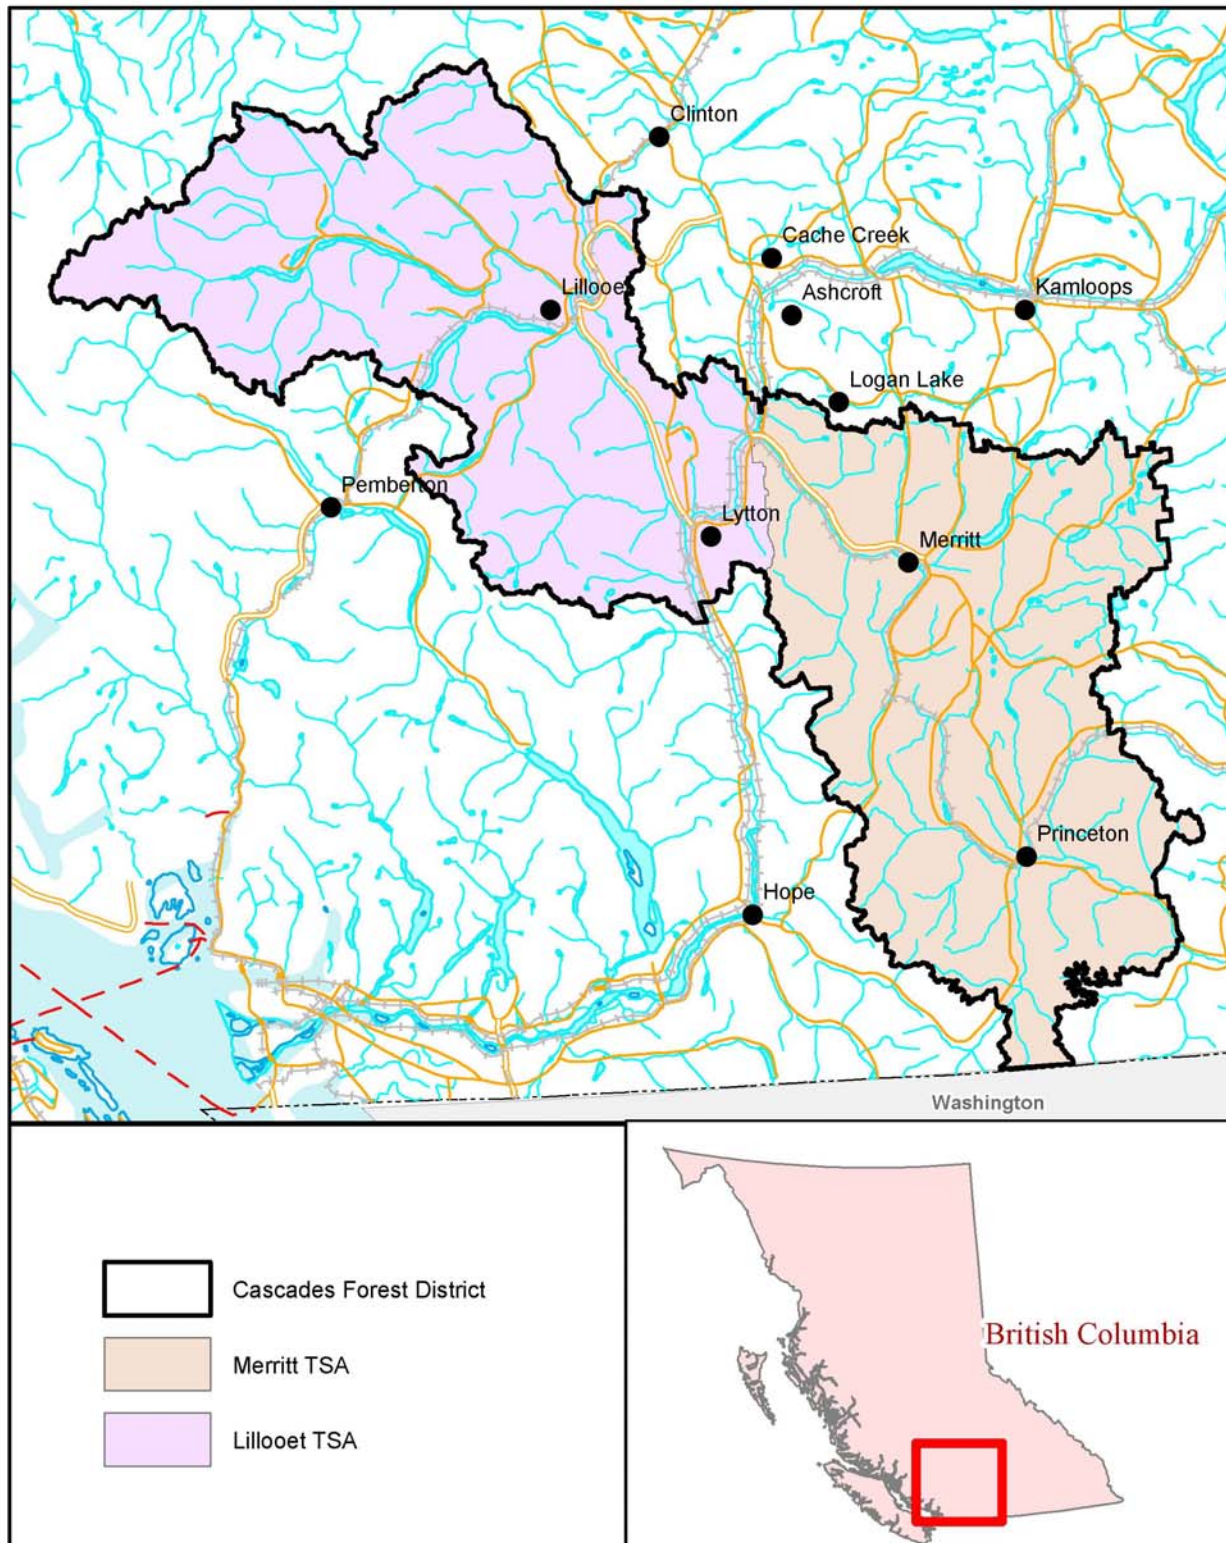 Clinton
Cache Creek
Lillooe
Ashcroft
Kamloops
Logan Lake
Pemberton
Lytton
Merritt
Princeton
Hope
Washington
Cascades Forest District
Merritt TSA
Lillooet TSA
British Columbia